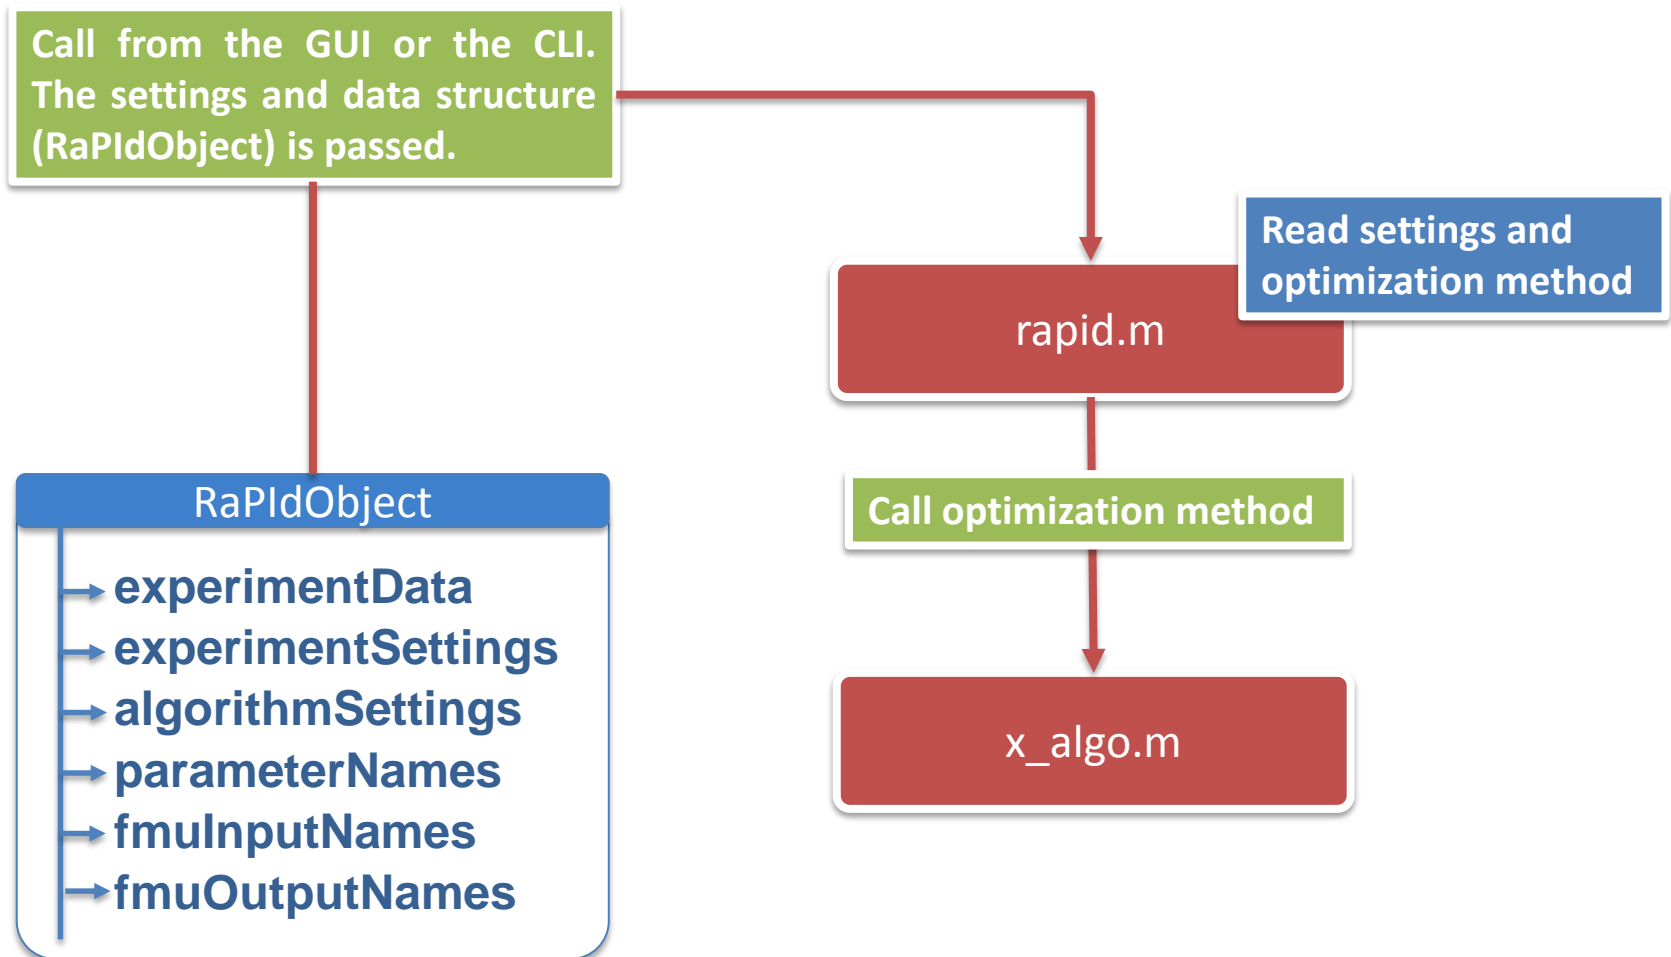 Call from the GUI or the CLI.
The settings and data structure
(RaPIdObject) is passed.
Read settings and
optimization method
rapid.m
Call optimization method
x_algo.m
RaPIdObject
experimentData
experimentSettings
algorithmSettings
parameterNames
fmuInputNames
fmuOutputNames